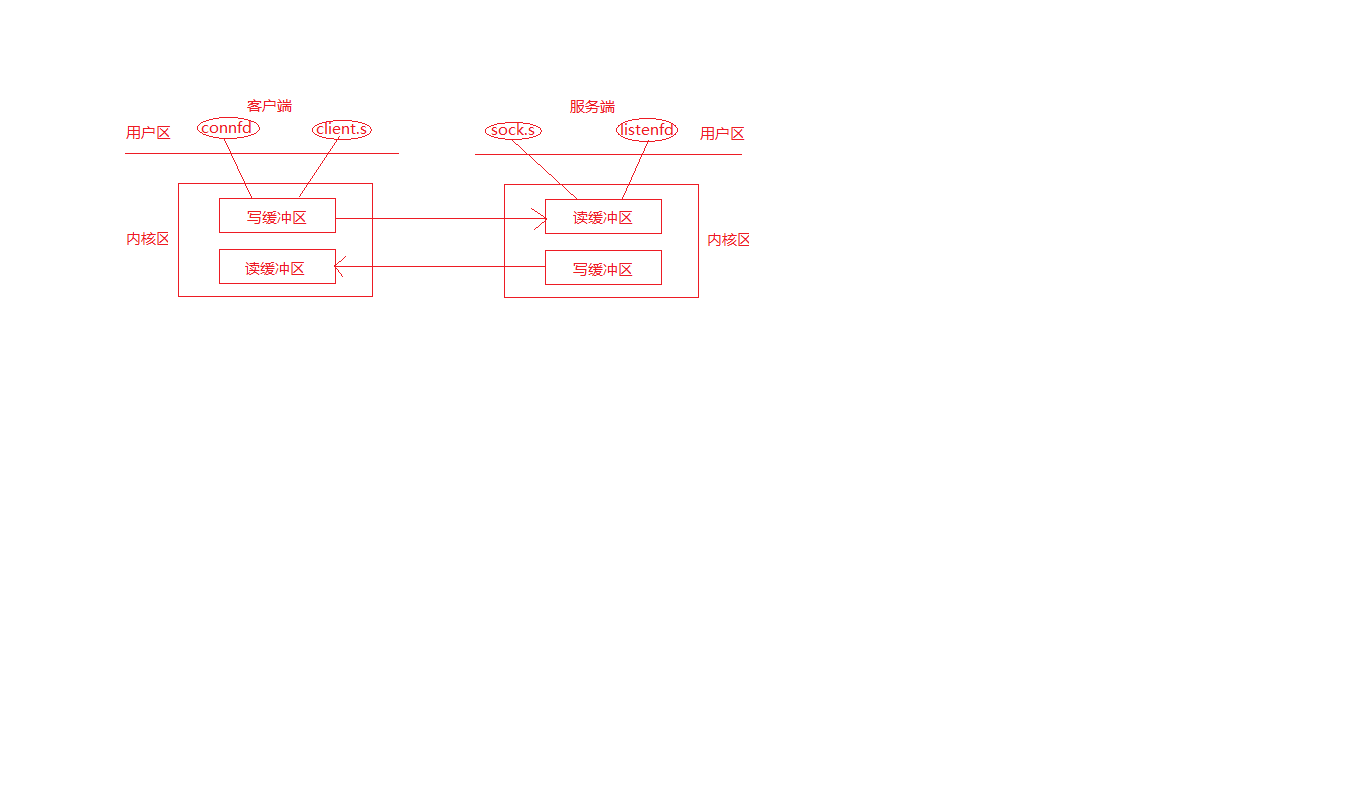 客户端
服务端
用户区
connfd
client.s
sock.s
listenfd
用户区
写缓冲区
读缓冲区
内核区
内核区
读缓冲区
写缓冲区